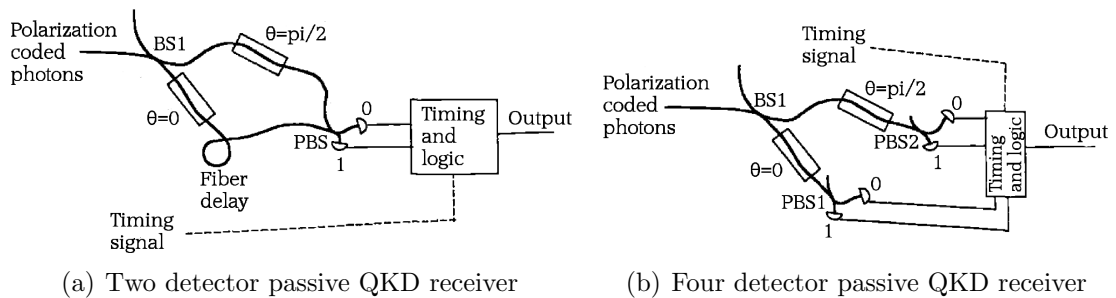 Polarization
coded
photons
BS1
θ=pi/2
θ=0
Fiber
delay
PBS
0
1
Timing
and
logic
Output
Timing
signal
(a) Two detector passive QKD receiver
Timing
signal
Polarization
coded
photons
BS1
θ=pi/2
0
PBS2
1
θ=0
PBS1
0
1
Timing
and logic
Output
(b) Four detector passive QKD receiver